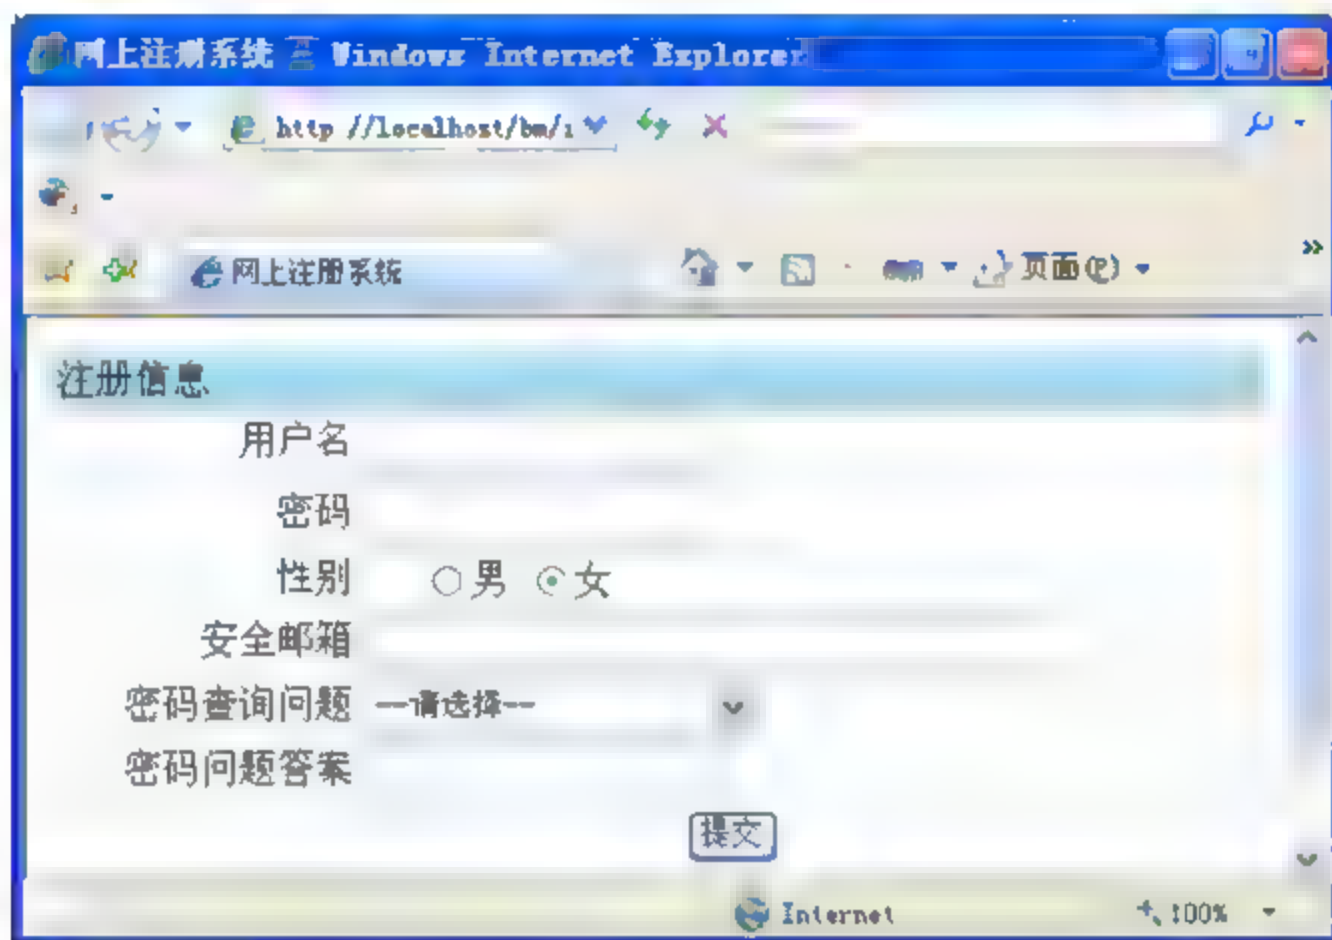 网上注册系统 - Windows Internet Explorer
http //localhost/bm/
网上注册系统
页面(P)
注册信息
用户名
密码
性别 男 女
安全邮箱
密码查询问题 --请选择--
密码问题答案
提交
Internet 100%